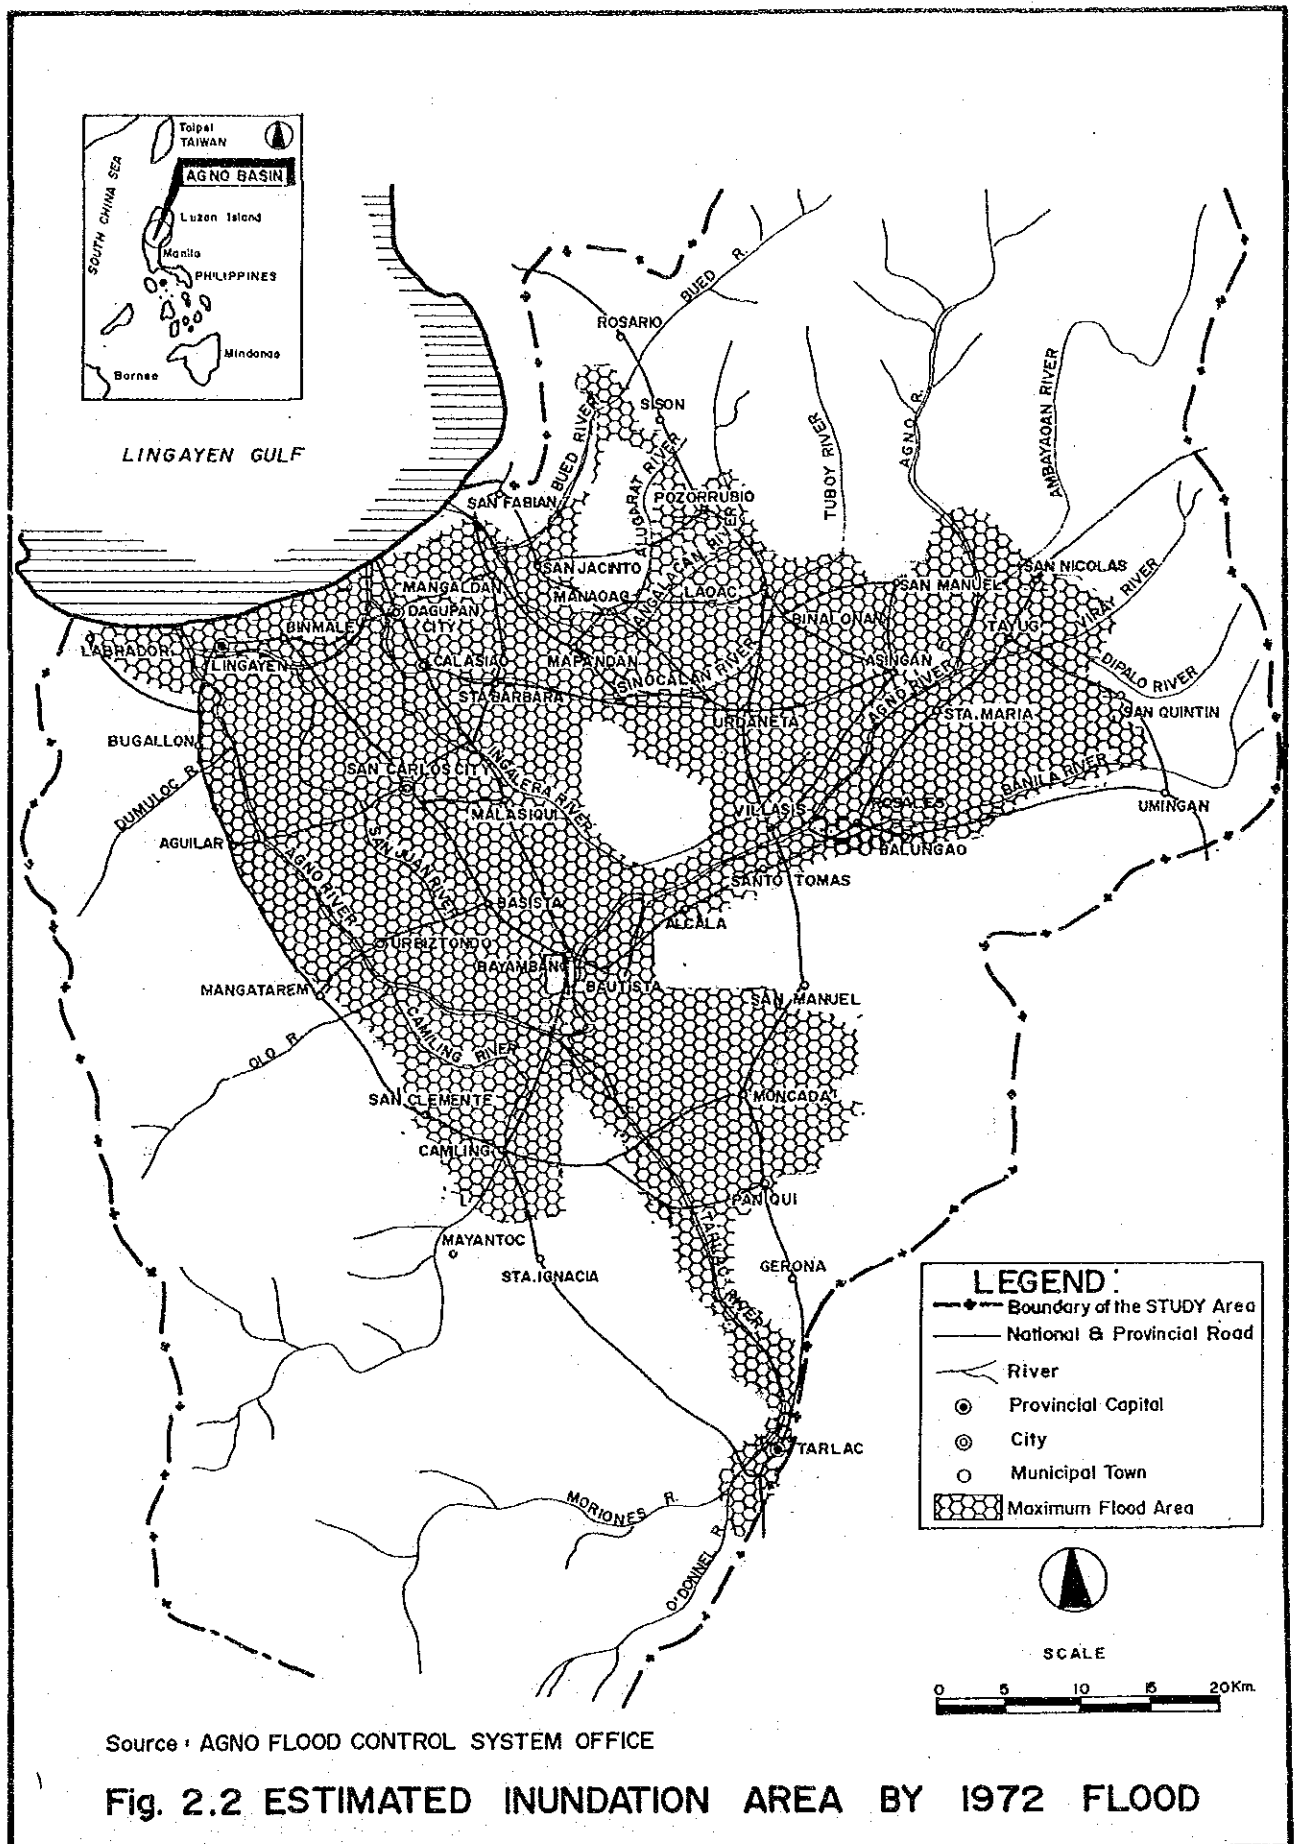 Taipei
TAIWAN
AGNO BASIN
SOUTH CHINA SEA
Luzon Island
Manila
PHILIPPINES
Mindanao
Borneo
LINGAYEN GULF
BUED R.
ROSARIO
SISON
BUED RIVER
ALUGARAT RIVER
TUBOY RIVER
AGNO R.
AMBAYAOAN RIVER
SAN FABIAN
POZORRUBIO
SAN JACINTO
SAN NICOLAS
MANGALDAN
MANAOAG
ANGALACAN RIVER
LAOAC
SAN MANUEL
VIRAY RIVER
DAGUPAN
CITY
BINMALE
BINALONAN
TAYUG
LABRADOR
LINGAYEN
CALASIAO
MAPANDAN
SINOCALAN RIVER
ASINGAN
DIPALO RIVER
STA. BARBARA
AGNO RIVER
URDANETA
STA. MARIA
SAN QUINTIN
BUGALLON
DUMULOC R.
SAN CARLOS CITY
INGALERA RIVER
BANILA RIVER
MALASIQUI
VILLASIS
ROSALES
UMINGAN
AGUILAR
SAN JUAN RIVER
AGNO RIVER
BALUNGAO
SANTO TOMAS
BASISTA
ALCALA
URBIZTONDO
BAYAMBANG
BAUTISTA
MANGATAREM
SAN MANUEL
OLO R.
CAMILING RIVER
SAN CLEMENTE
MONCADA
CAMLING
PANIQUI
TARLAC RIVER
MAYANTOC
STA. IGNACIA
GERONA
TARLAC
MORIONES R.
O'DONNEL R.
LEGEND:
Boundary of the STUDY Area
National & Provincial Road
River
Provincial Capital
City
Municipal Town
Maximum Flood Area
SCALE
0 5 10 15 20 Km.
Source : AGNO FLOOD CONTROL SYSTEM OFFICE
Fig. 2.2 ESTIMATED INUNDATION AREA BY 1972 FLOOD